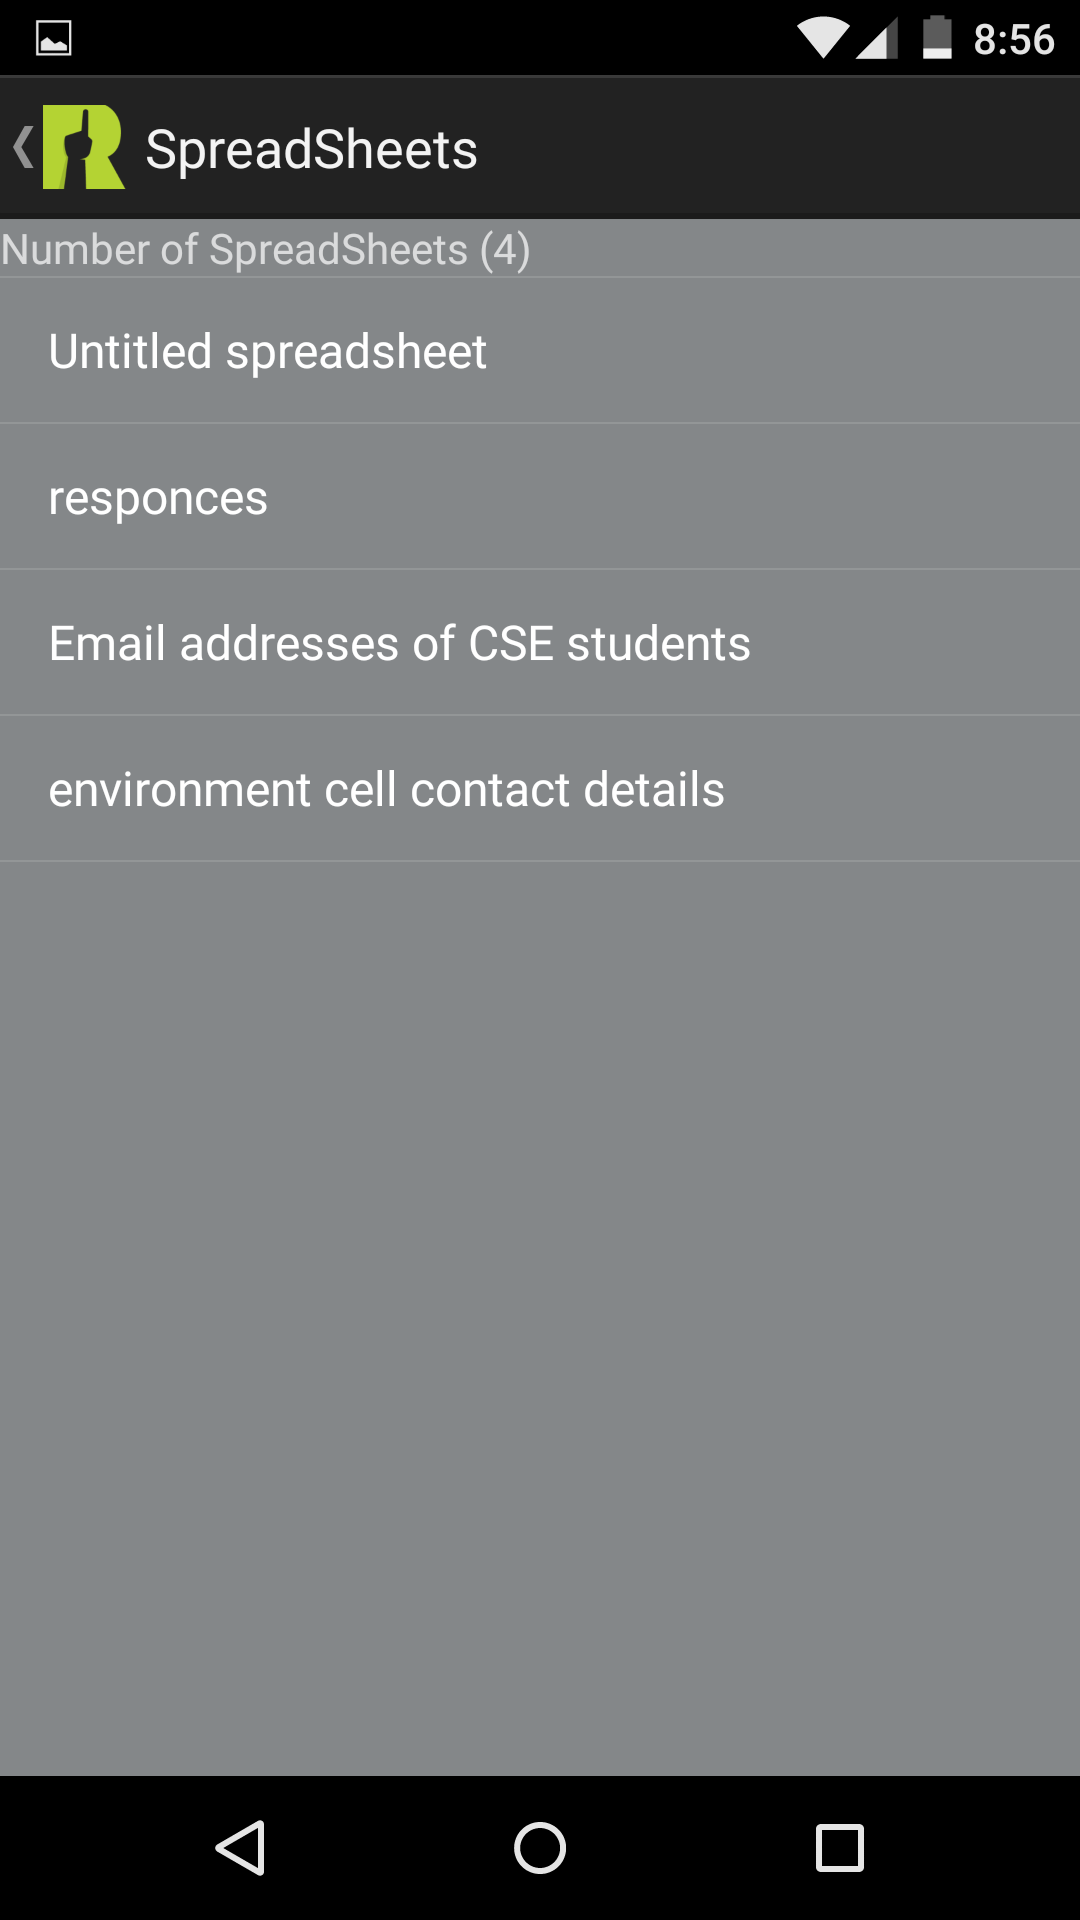 8:56
SpreadSheets
Number of SpreadSheets (4)
Untitled spreadsheet
responces
Email addresses of CSE students
environment cell contact details